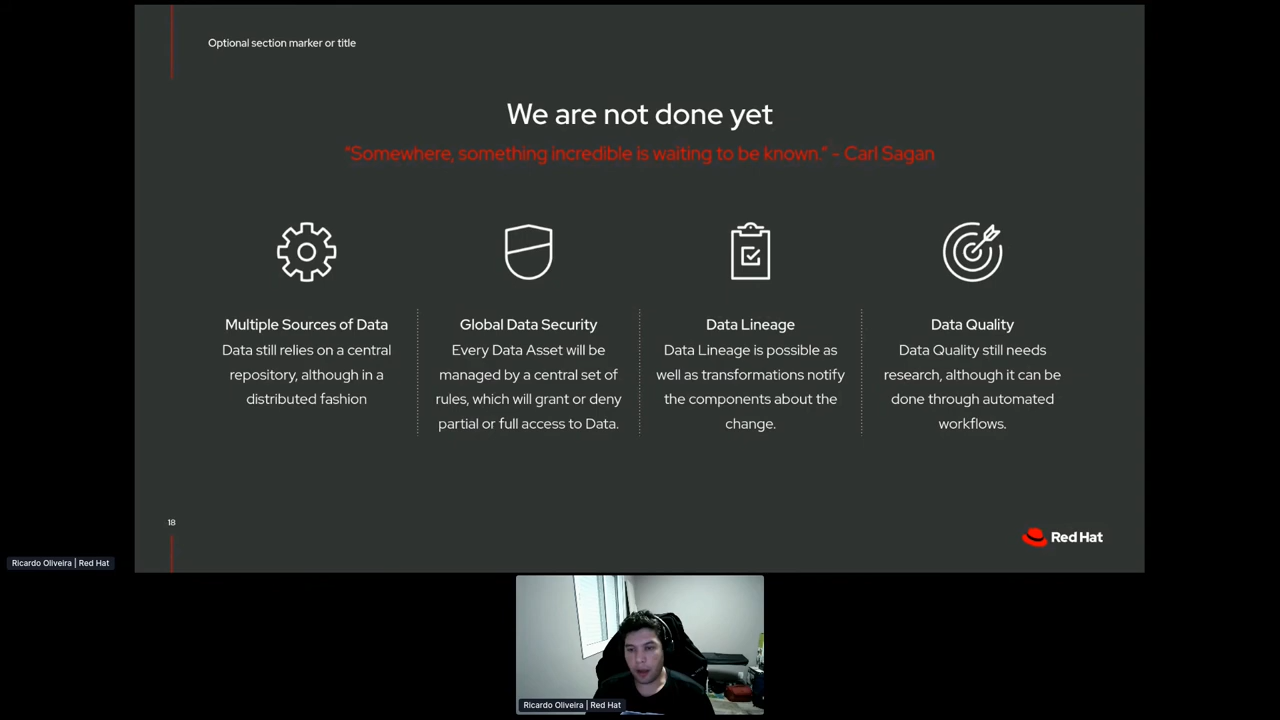 Optional section marker or title
We are not done yet
“Somewhere, something incredible is waiting to be known.” - Carl Sagan
Multiple Sources of Data
Data still relies on a central
repository, although in a
distributed fashion
Global Data Security
Every Data Asset will be
managed by a central set of
rules, which will grant or deny
partial or full access to Data.
Data Lineage
Data Lineage is possible as
well as transformations notify
the components about the
change.
Data Quality
Data Quality still needs
research, although it can be
done through automated
workflows.
18
Red Hat
Ricardo Oliveira | Red Hat
Ricardo Oliveira | Red Hat